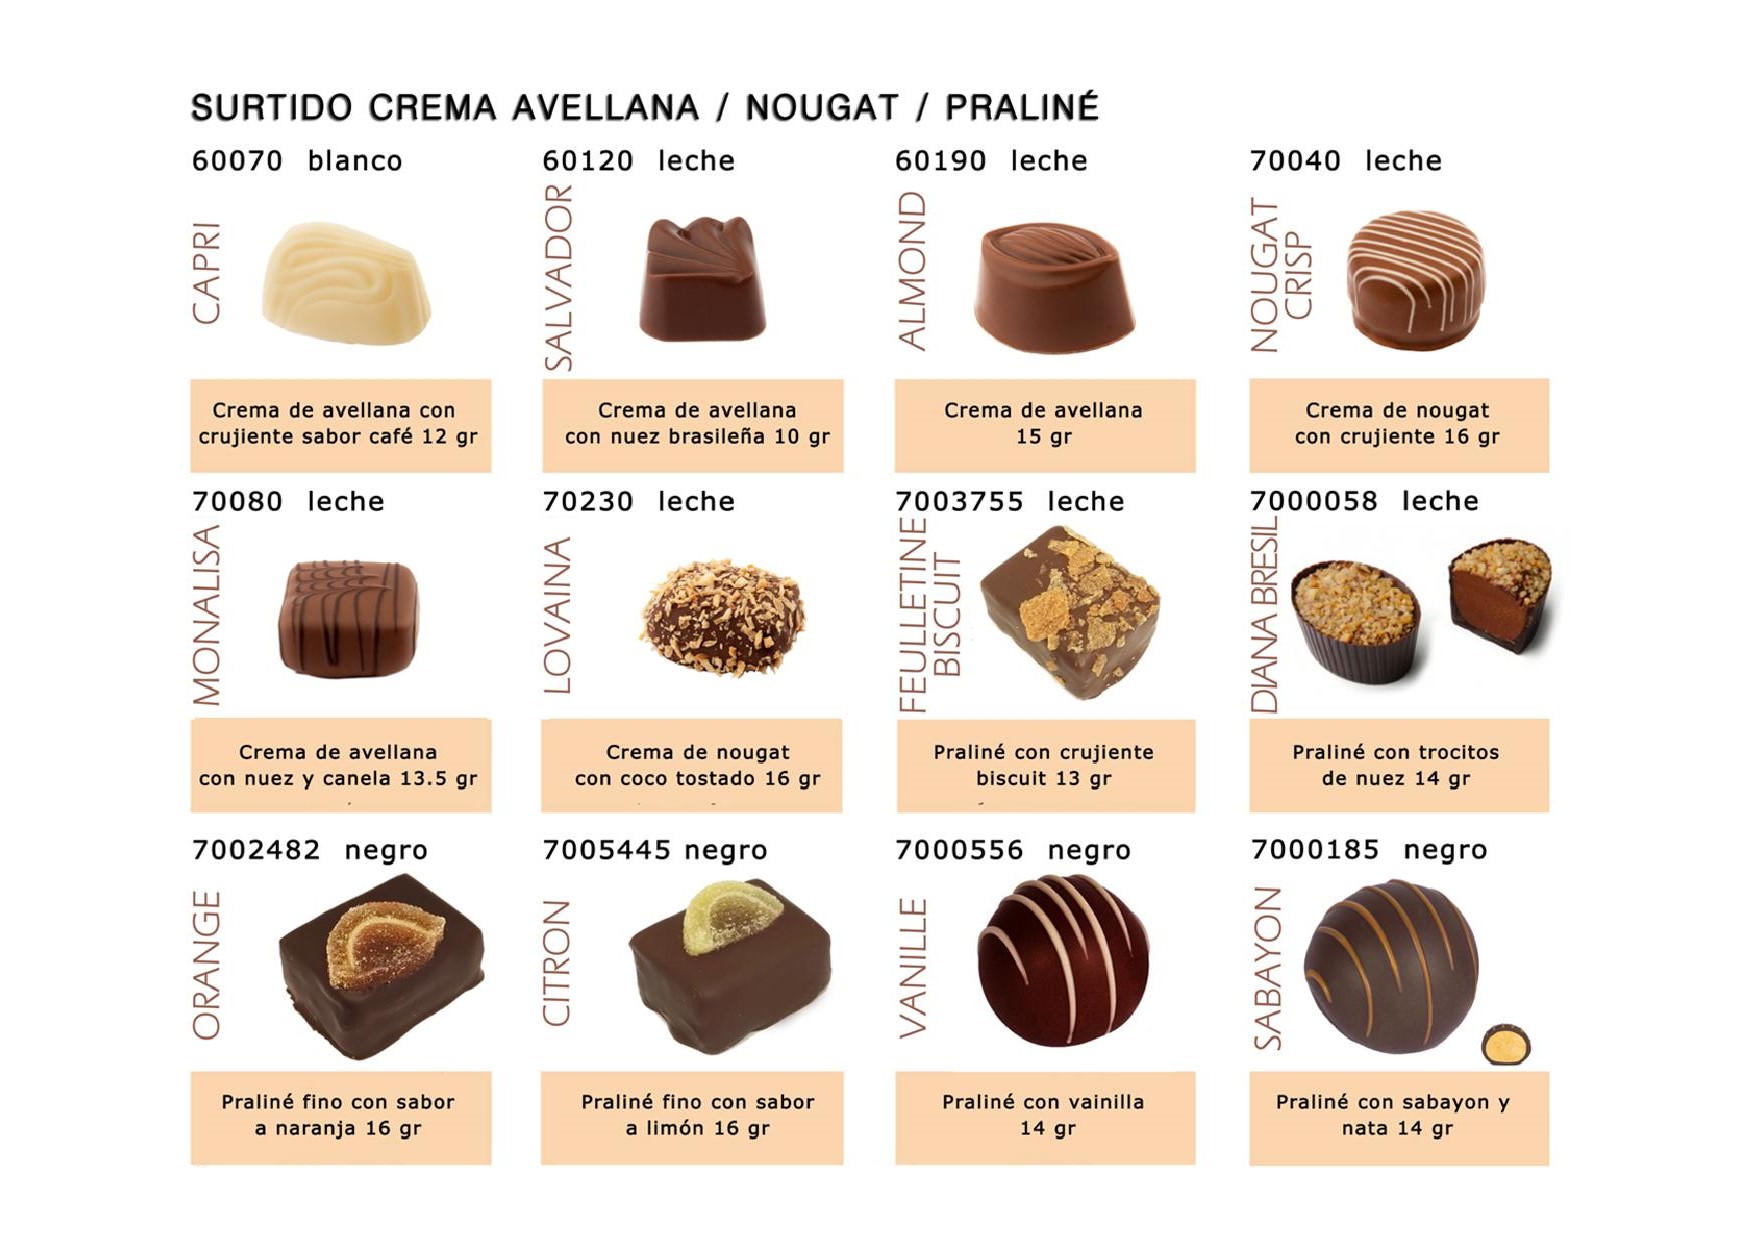 SURTIDO CREMA AVELLANA / NOUGAT / PRALINÉ
60070 blanco
CAPRI
Crema de avellana con
crujiente sabor café 12 gr
60120 leche
SALVADOR
Crema de avellana
con nuez brasileña 10 gr
60190 leche
ALMOND
Crema de avellana
15 gr
70040 leche
NOUGAT
CRISP
Crema de nougat
con crujiente 16 gr
70080 leche
MONALISA
Crema de avellana
con nuez y canela 13.5 gr
70230 leche
LOVAINA
Crema de nougat
con coco tostado 16 gr
7003755 leche
FEULLETINE
BISCUIT
Praliné con crujiente
biscuit 13 gr
7000058 leche
DIANA BRESIL
Praliné con trocitos
de nuez 14 gr
7002482 negro
ORANGE
Praliné fino con sabor
a naranja 16 gr
7005445 negro
CITRON
Praliné fino con sabor
a limón 16 gr
7000556 negro
VANILLE
Praliné con vainilla
14 gr
7000185 negro
SABAYON
Praliné con sabayon y
nata 14 gr